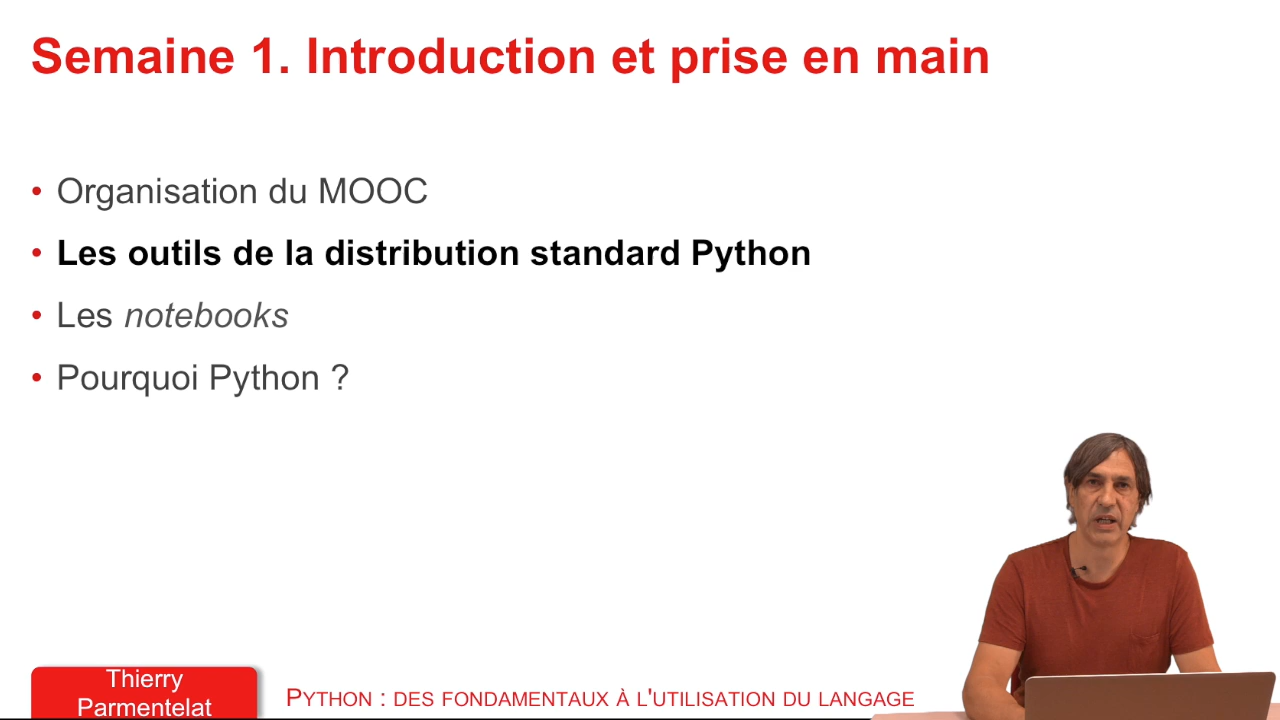 Semaine 1. Introduction et prise en main
• Organisation du MOOC
• Les outils de la distribution standard Python
• Les notebooks
• Pourquoi Python ?
Thierry
Parmentelat
PYTHON : DES FONDAMENTAUX À L'UTILISATION DU LANGAGE